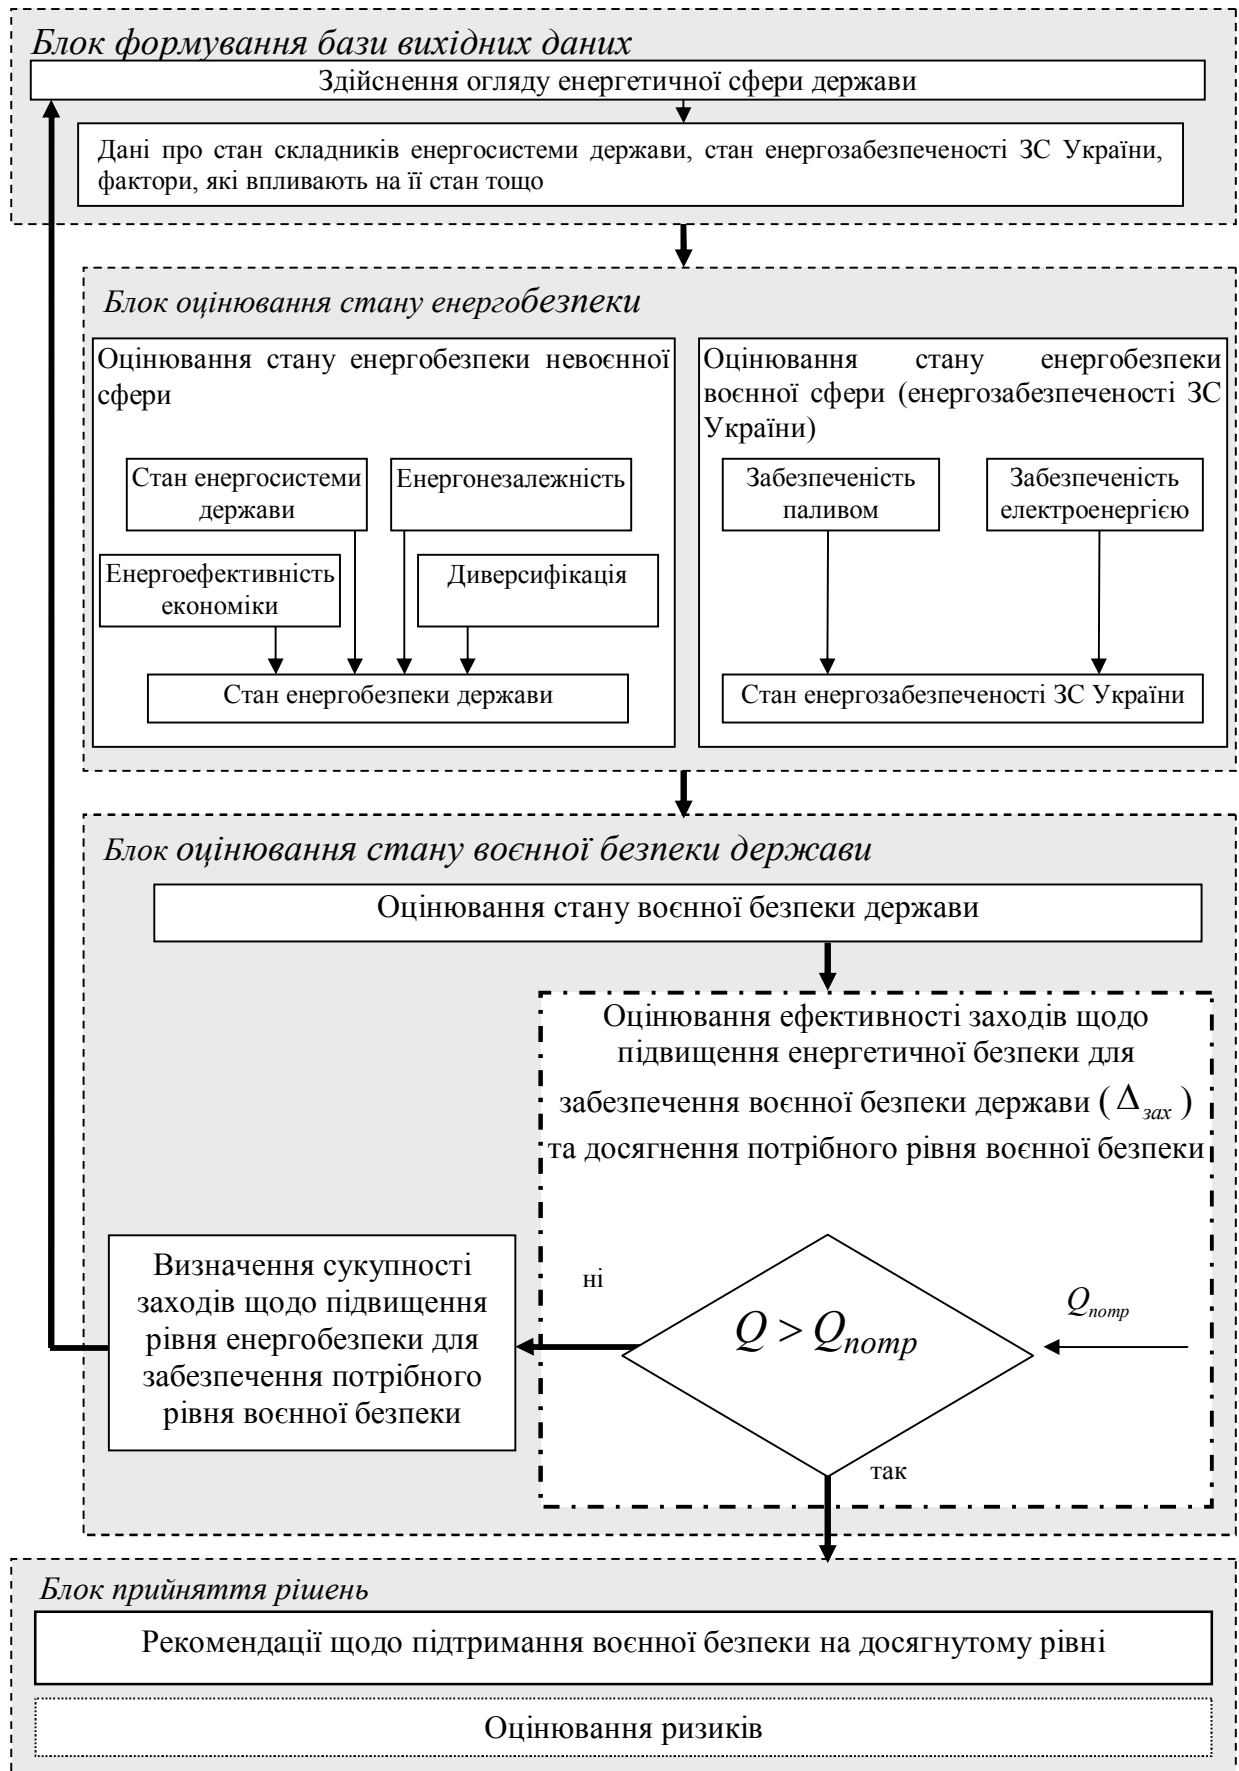 Блок формування бази вихідних даних
Здійснення огляду енергетичної сфери держави
Дані про стан складників енергосистеми держави, стан енергозабезпеченості ЗС України,
фактори, які впливають на її стан тощо
Блок оцінювання стану енергобезпеки
Оцінювання стану енергобезпеки невоєнної
сфери
Стан енергосистеми
держави
Енергонезалежність
Енергоефективність
економіки
Диверсифікація
Стан енергобезпеки держави
Оцінювання стану енергобезпеки
воєнної сфери (енергозабезпеченості ЗС
України)
Забезпеченість
паливом
Забезпеченість
електроенергією
Стан енергозабезпеченості ЗС України
Блок оцінювання стану воєнної безпеки держави
Оцінювання стану воєнної безпеки держави
Оцінювання ефективності заходів щодо
підвищення енергетичної безпеки для
забезпечення воєнної безпеки держави ( Δзах )
та досягнення потрібного рівня воєнної безпеки
Визначення сукупності
заходів щодо підвищення
рівня енергобезпеки для
забезпечення потрібного
рівня воєнної безпеки
ні
Q > Qпотр
Qпотр
так
Блок прийняття рішень
Рекомендації щодо підтримання воєнної безпеки на досягнутому рівні
Оцінювання ризиків